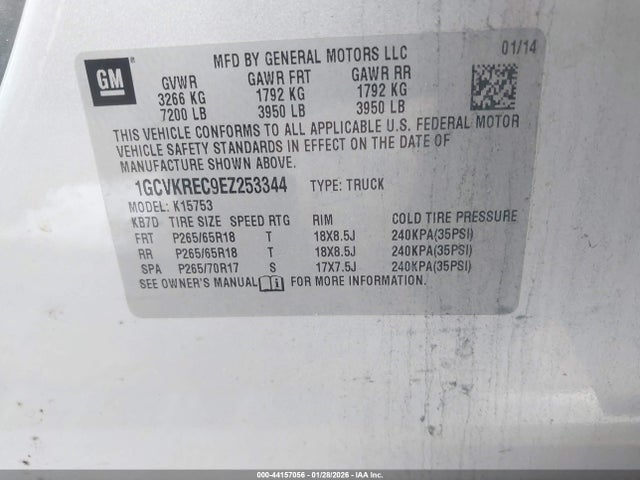 GM
®
MFD BY GENERAL MOTORS LLC 01/14
GVWR GAWR FRT GAWR RR
3266 KG 1792 KG 1792 KG
7200 LB 3950 LB 3950 LB
THIS VEHICLE CONFORMS TO ALL APPLICABLE U.S. FEDERAL MOTOR
VEHICLE SAFETY STANDARDS IN EFFECT ON THE DATE OF
MANUFACTURE SHOWN ABOVE.
1GCVKREC9EZ253344 TYPE: TRUCK
MODEL: K15753
KB7D TIRE SIZE SPEED RTG RIM COLD TIRE PRESSURE
FRT P265/65R18 T 18X8.5J 240KPA(35PSI)
RR P265/65R18 T 18X8.5J 240KPA(35PSI)
SPA P265/70R17 S 17X7.5J 240KPA(35PSI)
SEE OWNER'S MANUAL FOR MORE INFORMATION.
000-44157056 - 01/28/2026 - IAAI, Inc. Copyright